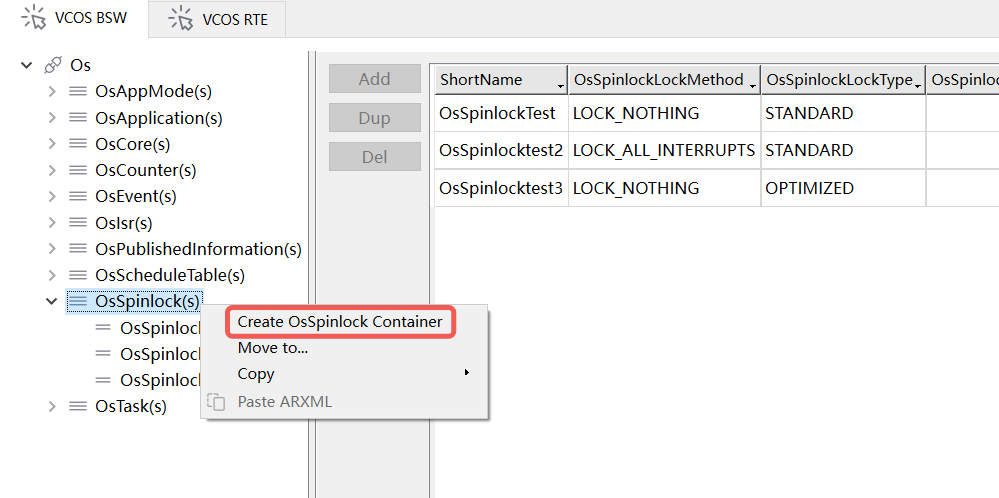 VCOS BSW
VCOS RTE
Os
OsAppMode(s)
OsApplication(s)
OsCore(s)
OsCounter(s)
OsEvent(s)
OsIsr(s)
OsPublishedInformation(s)
OsScheduleTable(s)
OsSpinlock(s)
OsSpinlock
OsSpinlock
OsSpinlock
OsTask(s)
Create OsSpinlock Container
Move to...
Copy
Paste ARXML
Add
Dup
Del
ShortName OsSpinlockLockMethod OsSpinlockLockType OsSpinloc
OsSpinlockTest LOCK_NOTHING STANDARD
OsSpinlocktest2 LOCK_ALL_INTERRUPTS STANDARD
OsSpinlocktest3 LOCK_NOTHING OPTIMIZED